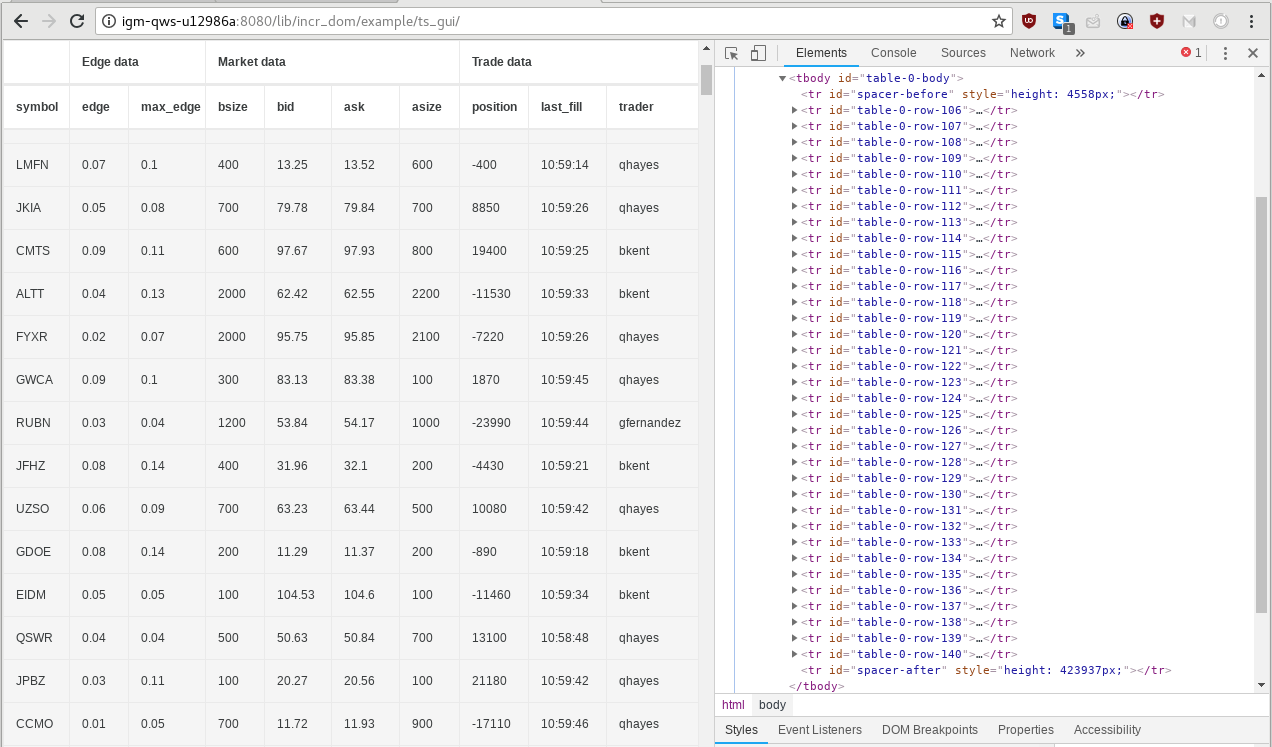 igm-qws-u12986a:8080/lib/incr_dom/example/ts_gui/
1
Edge data Market data Trade data
symbol edge max_edge bsize bid ask asize position last_fill trader
LMFN 0.07 0.1 400 13.25 13.52 600 -400 10:59:14 qhayes
JKIA 0.05 0.08 700 79.78 79.84 700 8850 10:59:26 qhayes
CMTS 0.09 0.11 600 97.67 97.93 800 19400 10:59:25 bkent
ALTT 0.04 0.13 2000 62.42 62.55 2200 -11530 10:59:33 bkent
FYXR 0.02 0.07 2000 95.75 95.85 2100 -7220 10:59:26 qhayes
GWCA 0.09 0.1 300 83.13 83.38 100 1870 10:59:45 qhayes
RUBN 0.03 0.04 1200 53.84 54.17 1000 -23990 10:59:44 gfernandez
JFHZ 0.08 0.14 400 31.96 32.1 200 -4430 10:59:21 bkent
UZSO 0.06 0.09 700 63.23 63.44 500 10080 10:59:42 qhayes
GDOE 0.08 0.14 200 11.29 11.37 200 -890 10:59:18 bkent
EIDM 0.05 0.05 100 104.53 104.6 100 -11460 10:59:34 bkent
QSWR 0.04 0.04 500 50.63 50.84 700 13100 10:58:48 qhayes
JPBZ 0.03 0.11 100 20.27 20.56 100 21180 10:59:42 qhayes
CCMO 0.01 0.05 700 11.72 11.93 900 -17110 10:59:46 qhayes
Elements Console Sources Network » 1
<tbody id="table-0-body">
<tr id="spacer-before" style="height: 4558px;"></tr>
<tr id="table-0-row-106">…</tr>
<tr id="table-0-row-107">…</tr>
<tr id="table-0-row-108">…</tr>
<tr id="table-0-row-109">…</tr>
<tr id="table-0-row-110">…</tr>
<tr id="table-0-row-111">…</tr>
<tr id="table-0-row-112">…</tr>
<tr id="table-0-row-113">…</tr>
<tr id="table-0-row-114">…</tr>
<tr id="table-0-row-115">…</tr>
<tr id="table-0-row-116">…</tr>
<tr id="table-0-row-117">…</tr>
<tr id="table-0-row-118">…</tr>
<tr id="table-0-row-119">…</tr>
<tr id="table-0-row-120">…</tr>
<tr id="table-0-row-121">…</tr>
<tr id="table-0-row-122">…</tr>
<tr id="table-0-row-123">…</tr>
<tr id="table-0-row-124">…</tr>
<tr id="table-0-row-125">…</tr>
<tr id="table-0-row-126">…</tr>
<tr id="table-0-row-127">…</tr>
<tr id="table-0-row-128">…</tr>
<tr id="table-0-row-129">…</tr>
<tr id="table-0-row-130">…</tr>
<tr id="table-0-row-131">…</tr>
<tr id="table-0-row-132">…</tr>
<tr id="table-0-row-133">…</tr>
<tr id="table-0-row-134">…</tr>
<tr id="table-0-row-135">…</tr>
<tr id="table-0-row-136">…</tr>
<tr id="table-0-row-137">…</tr>
<tr id="table-0-row-138">…</tr>
<tr id="table-0-row-139">…</tr>
<tr id="table-0-row-140">…</tr>
<tr id="spacer-after" style="height: 423937px;"></tr>
</tbody>
html body
Styles Event Listeners DOM Breakpoints Properties Accessibility